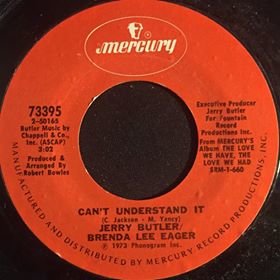 mercury
73395
2-50165
Butler Music by
Chappell & Co.,
Inc. (ASCAP)
3:02
Produced &
Arranged by
Robert Bowles
Executive Producer
Jerry Butler
For Fountain
Record
Productions Inc.
From MERCURY'S
Album THE LOVE
WE HAVE, THE
LOVE WE HAD
SRM-1-660
CAN'T UNDERSTAND IT
(C. Jackson - M. Yancy)
JERRY BUTLER/
BRENDA LEE EAGER
℗ 1973 Phonogram Inc.
MANUFACTURED AND DISTRIBUTED BY MERCURY RECORD PRODUCTIONS, INC.